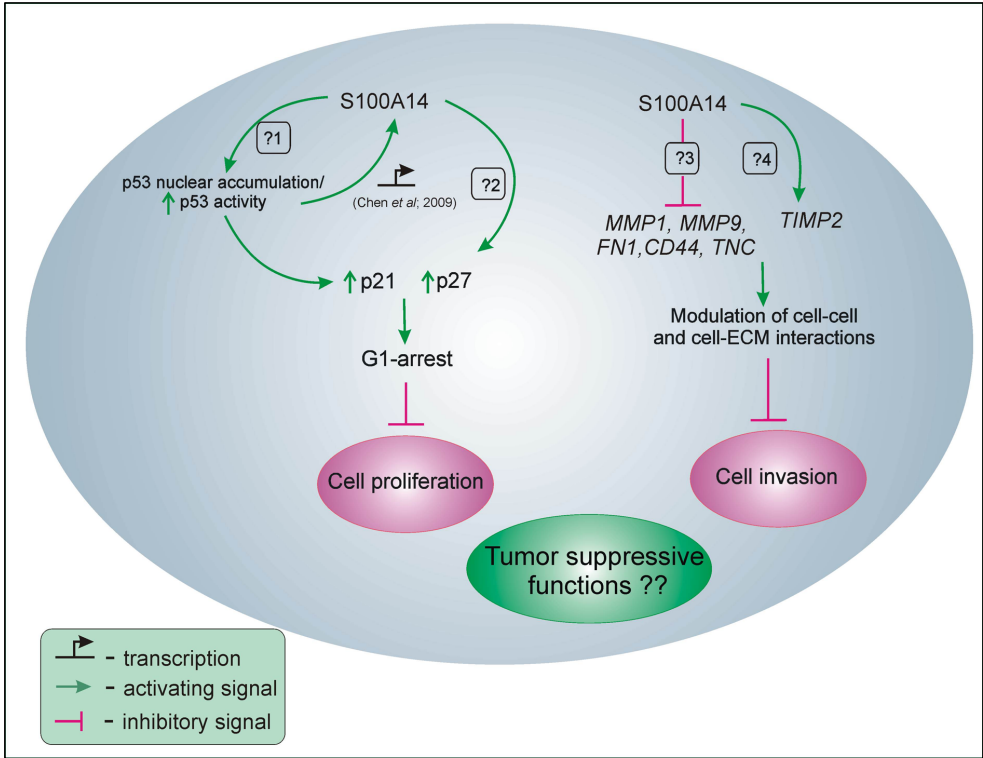 S100A14
?1
p53 nuclear accumulation/
p53 activity
(Chen et al; 2009)
?2
p21
p27
G1-arrest
Cell proliferation
S100A14
?3
?4
MMP1, MMP9,
FN1,CD44, TNC
TIMP2
Modulation of cell-cell
and cell-ECM interactions
Cell invasion
Tumor suppressive
functions ??
- transcription
- activating signal
- inhibitory signal